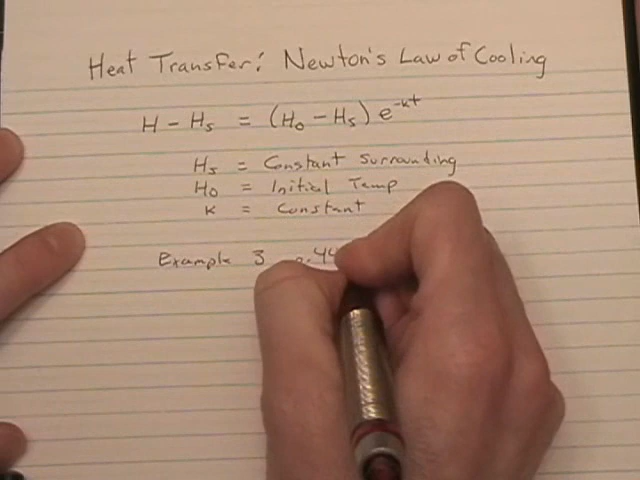 Heat Transfer: Newton's Law of Cooling
H - Hs = (Ho - Hs) e^-kt
Hs = Constant Surrounding
Ho = Initial Temp
K = Constant
Example 3 p.44